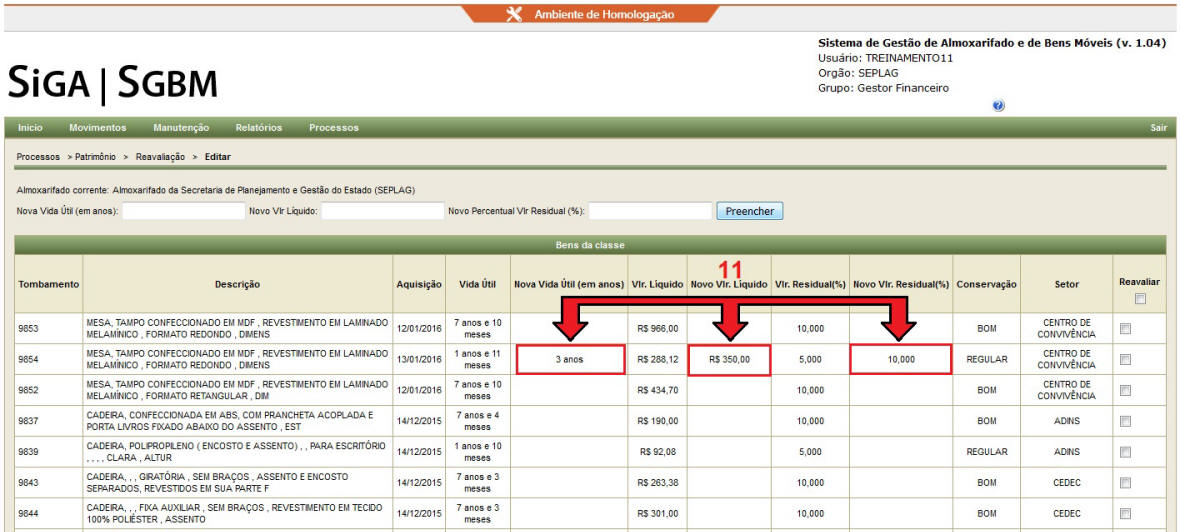 Ambiente de Homologação
Sistema de Gestão de Almoxarifado e de Bens Móveis (v. 1.04)
Usuário: TREINAMENTO11
Orgão: SEPLAG
Grupo: Gestor Financeiro
SIGA | SGBM
Inicio Movimentos Manutenção Relatórios Processos Sair
Processos > Patrimônio > Reavaliação > Editar
Almoxarifado corrente: Almoxarifado da Secretaria de Planejamento e Gestão do Estado (SEPLAG)
Nova Vida Útil (em anos): Novo Vlr Líquido: Novo Percentual Vlr Residual (%): Preencher
Bens da classe
11
Tombamento Descrição Aquisição Vida Útil Nova Vida Útil (em anos) Vlr. Liquido Novo Vlr. Liquido Vlr. Residual(%) Novo Vlr. Residual(%) Conservação Setor Reavaliar
9853 MESA, TAMPO CONFECCIONADO EM MDF , REVESTIMENTO EM LAMINADO 12/01/2016 7 anos e 10 R$ 966,00 10,000 BOM CENTRO DE
MELAMÍNICO , FORMATO REDONDO , DIMENS meses CONVIVÊNCIA
9854 MESA, TAMPO CONFECCIONADO EM MDF , REVESTIMENTO EM LAMINADO 13/01/2016 1 anos e 11 3 anos R$ 288,12 R$ 350,00 5,000 10,000 REGULAR CENTRO DE
MELAMÍNICO , FORMATO REDONDO , DIMENS meses CONVIVÊNCIA
9852 MESA, TAMPO CONFECCIONADO EM MDF , REVESTIMENTO EM LAMINADO 12/01/2016 7 anos e 10 R$ 434,70 10,000 BOM CENTRO DE
MELAMÍNICO , FORMATO RETANGULAR , DIM meses CONVIVÊNCIA
9837 CADEIRA, CONFECCIONADA EM ABS, COM PRANCHETA ACOPLADA E 14/12/2015 7 anos e 4 R$ 190,00 10,000 BOM ADINS
PORTA LIVROS FIXADO ABAIXO DO ASSENTO , EST meses
9839 CADEIRA, POLIPROPILENO ( ENCOSTO E ASSENTO) , , PARA ESCRITÓRIO 14/12/2015 1 anos e 10 R$ 92,08 5,000 REGULAR ADINS
, , , , CLARA , ALTUR meses
9843 CADEIRA, , , GIRATÓRIA , SEM BRAÇOS , ASSENTO E ENCOSTO 14/12/2015 7 anos e 3 R$ 263,38 10,000 BOM CEDEC
SEPARADOS, REVESTIDOS EM SUA PARTE F meses
9844 CADEIRA, , , FIXA AUXILIAR , SEM BRAÇOS , REVESTIMENTO EM TECIDO 14/12/2015 7 anos e 3 R$ 301,00 10,000 BOM CEDEC
100% POLIÉSTER , ASSENTO meses